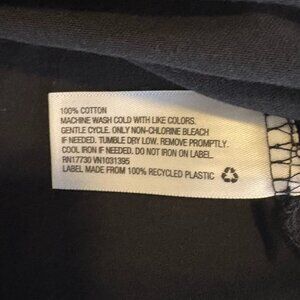 100% COTTON
MACHINE WASH COLD WITH LIKE COLORS.
GENTLE CYCLE. ONLY NON-CHLORINE BLEACH
IF NEEDED. TUMBLE DRY LOW. REMOVE PROMPTLY.
COOL IRON IF NEEDED. DO NOT IRON ON LABEL.
RN17730 VN1031395
LABEL MADE FROM 100% RECYCLED PLASTIC